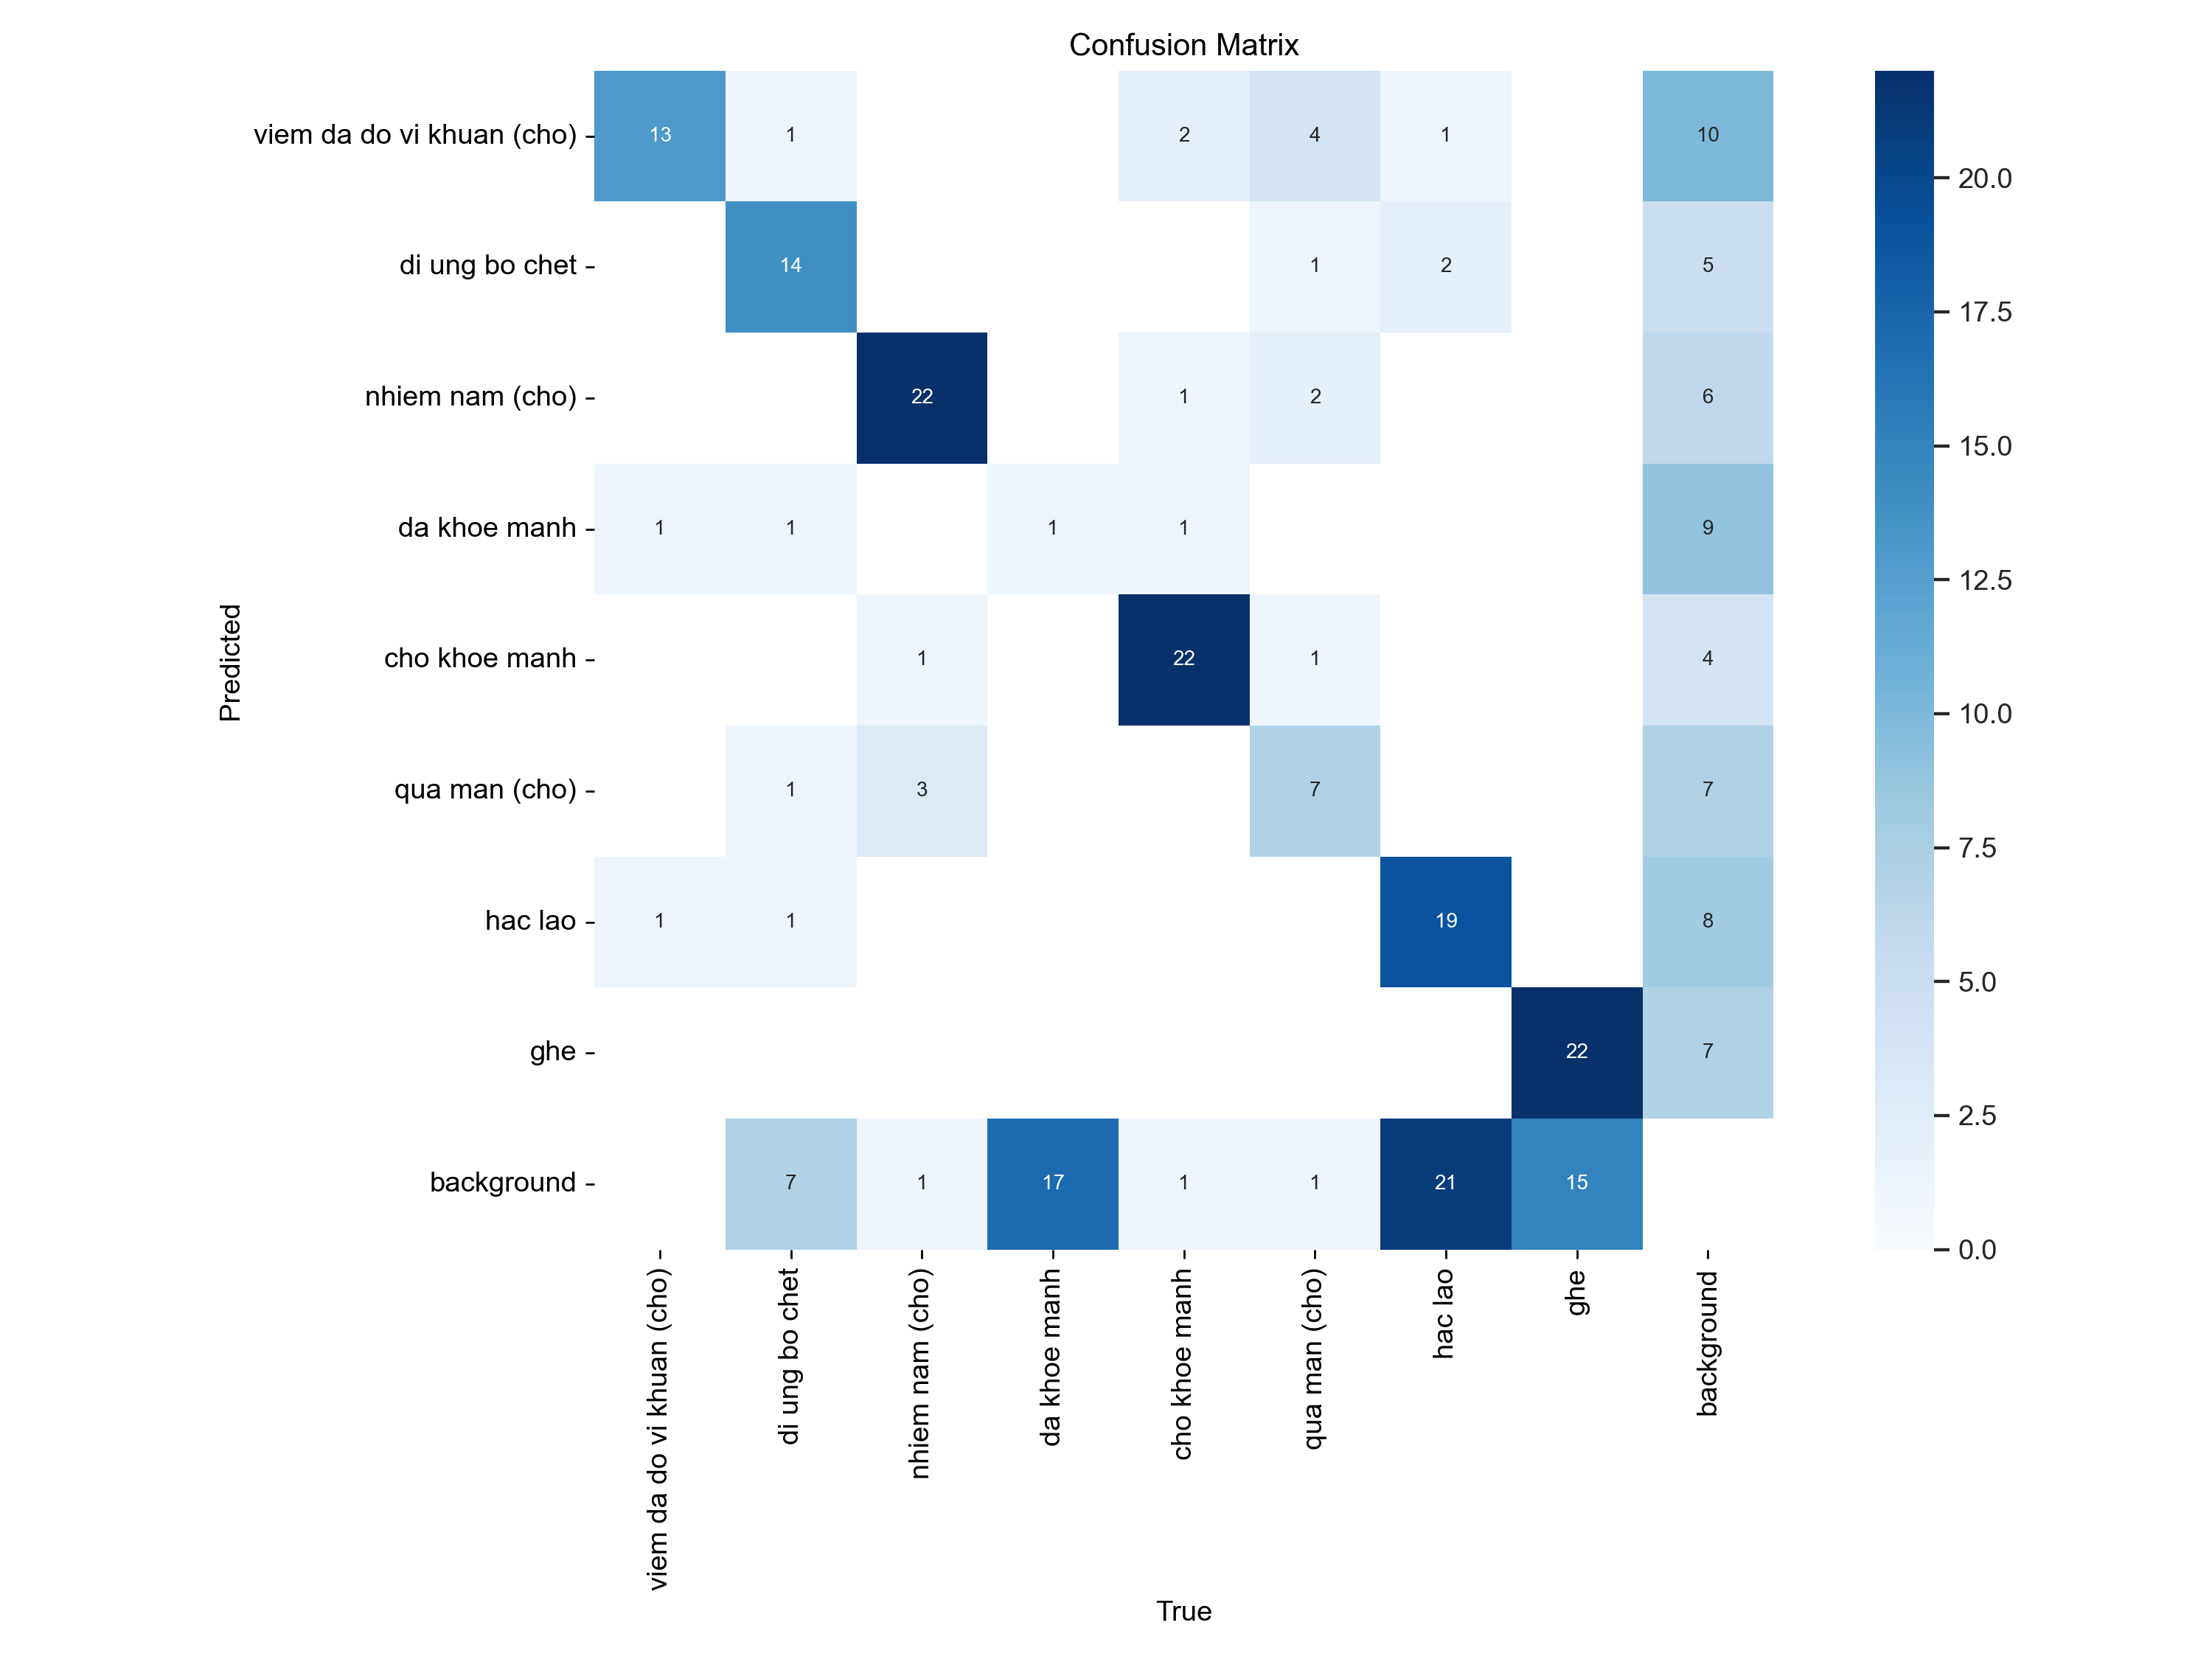 Confusion Matrix
viem da do vi khuan (cho) 13 1 2 4 1 10
di ung bo chet 14 1 2 5
nhiem nam (cho) 22 1 2 6
da khoe manh 1 1 1 1 9
cho khoe manh 1 22 1 4
qua man (cho) 1 3 7 7
hac lao 1 1 19 8
ghe 22 7
background 7 1 17 1 1 21 15
Predicted
viem da do vi khuan (cho)
di ung bo chet
nhiem nam (cho)
da khoe manh
cho khoe manh
qua man (cho)
hac lao
ghe
background
True
20.0
17.5
15.0
12.5
10.0
7.5
5.0
2.5
0.0